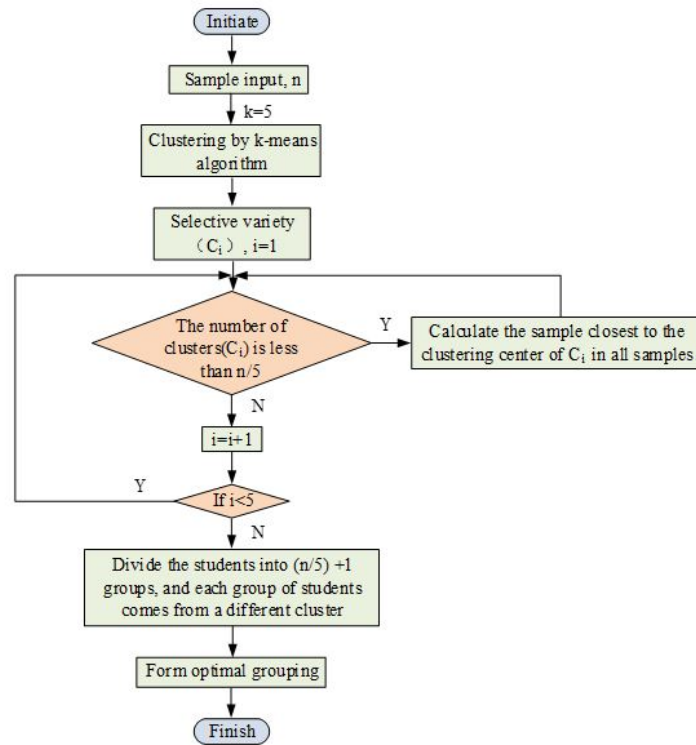 Initiate
Sample input, n
k=5
Clustering by k-means
algorithm
Selective variety
（Cᵢ）, i=1
The number of
clusters(Cᵢ) is less
than n/5
Y
Calculate the sample closest to the
clustering center of Cᵢ in all samples
N
i=i+1
Y
If i<5
N
Divide the students into (n/5) +1
groups, and each group of students
comes from a different cluster
Form optimal grouping
Finish